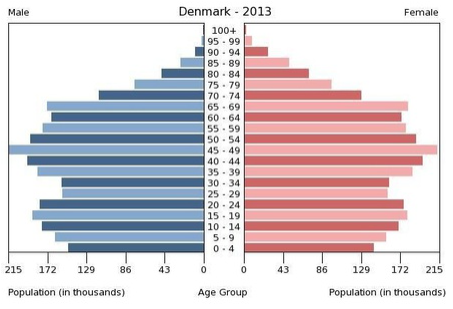 Male Denmark - 2013 Female
100+
95 - 99
90 - 94
85 - 89
80 - 84
75 - 79
70 - 74
65 - 69
60 - 64
55 - 59
50 - 54
45 - 49
40 - 44
35 - 39
30 - 34
25 - 29
20 - 24
15 - 19
10 - 14
5 - 9
0 - 4
215 172 129 86 43 0 0 43 86 129 172 215
Population (in thousands) Age Group Population (in thousands)